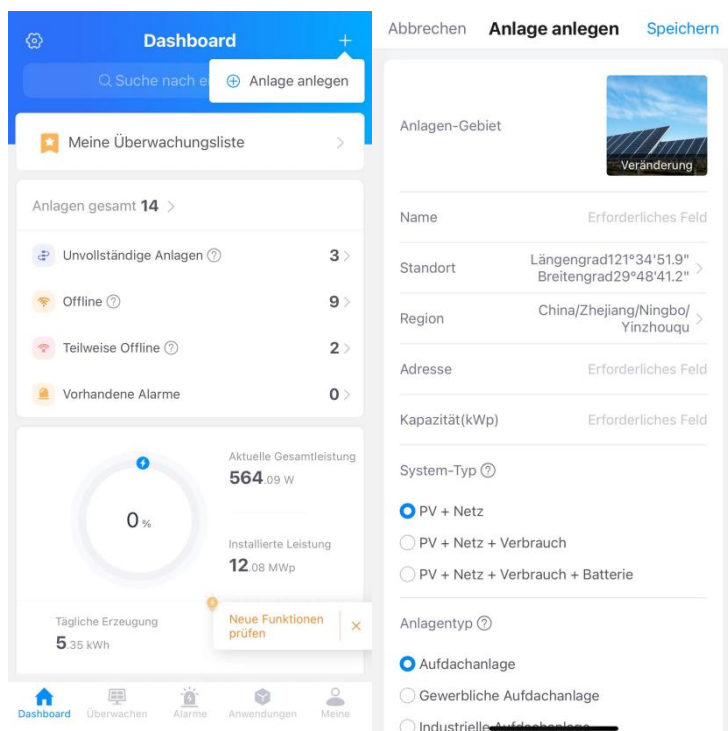 Dashboard
Suche nach e
Anlage anlegen
Meine Überwachungsliste
Anlagen gesamt 14
Unvollständige Anlagen 3
Offline 9
Teilweise Offline 2
Vorhandene Alarme 0
0 %
Aktuelle Gesamtleistung
564.09 W
Installierte Leistung
12.08 MWp
Tägliche Erzeugung
5.35 kWh
Neue Funktionen
prüfen
Dashboard Überwachen Alarme Anwendungen Meine
Abbrechen Anlage anlegen Speichern
Anlagen-Gebiet
Veränderung
Name Erforderliches Feld
Standort Längengrad121°34'51.9"
Breitengrad29°48'41.2"
Region China/Zhejiang/Ningbo/
Yinzhouqu
Adresse Erforderliches Feld
Kapazität(kWp) Erforderliches Feld
System-Typ
PV + Netz
PV + Netz + Verbrauch
PV + Netz + Verbrauch + Batterie
Anlagentyp
Aufdachanlage
Gewerbliche Aufdachanlage
Industrielle